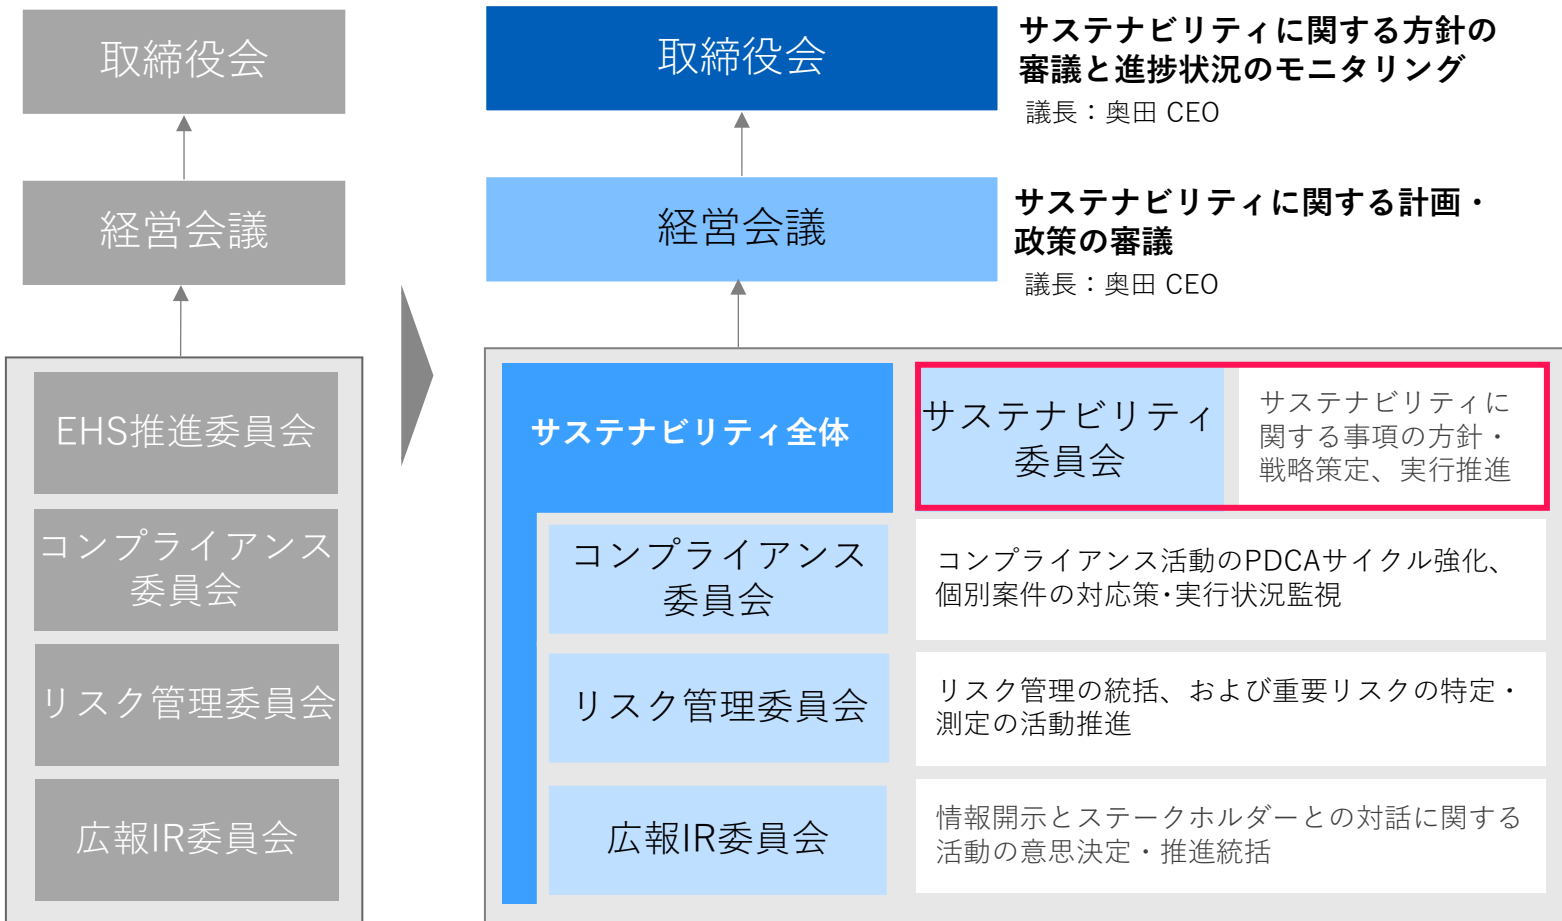 取締役会
経営会議
EHS推進委員会
コンプライアンス
委員会
リスク管理委員会
広報IR委員会
取締役会
サステナビリティに関する方針の
審議と進捗状況のモニタリング
議長：奥田 CEO
経営会議
サステナビリティに関する計画・
政策の審議
議長：奥田 CEO
サステナビリティ全体
サステナビリティ
委員会
サステナビリティに
関する事項の方針・
戦略策定、実行推進
コンプライアンス
委員会
コンプライアンス活動のPDCAサイクル強化、
個別案件の対応策･実行状況監視
リスク管理委員会
リスク管理の統括、および重要リスクの特定・
測定の活動推進
広報IR委員会
情報開示とステークホルダーとの対話に関する
活動の意思決定・推進統括